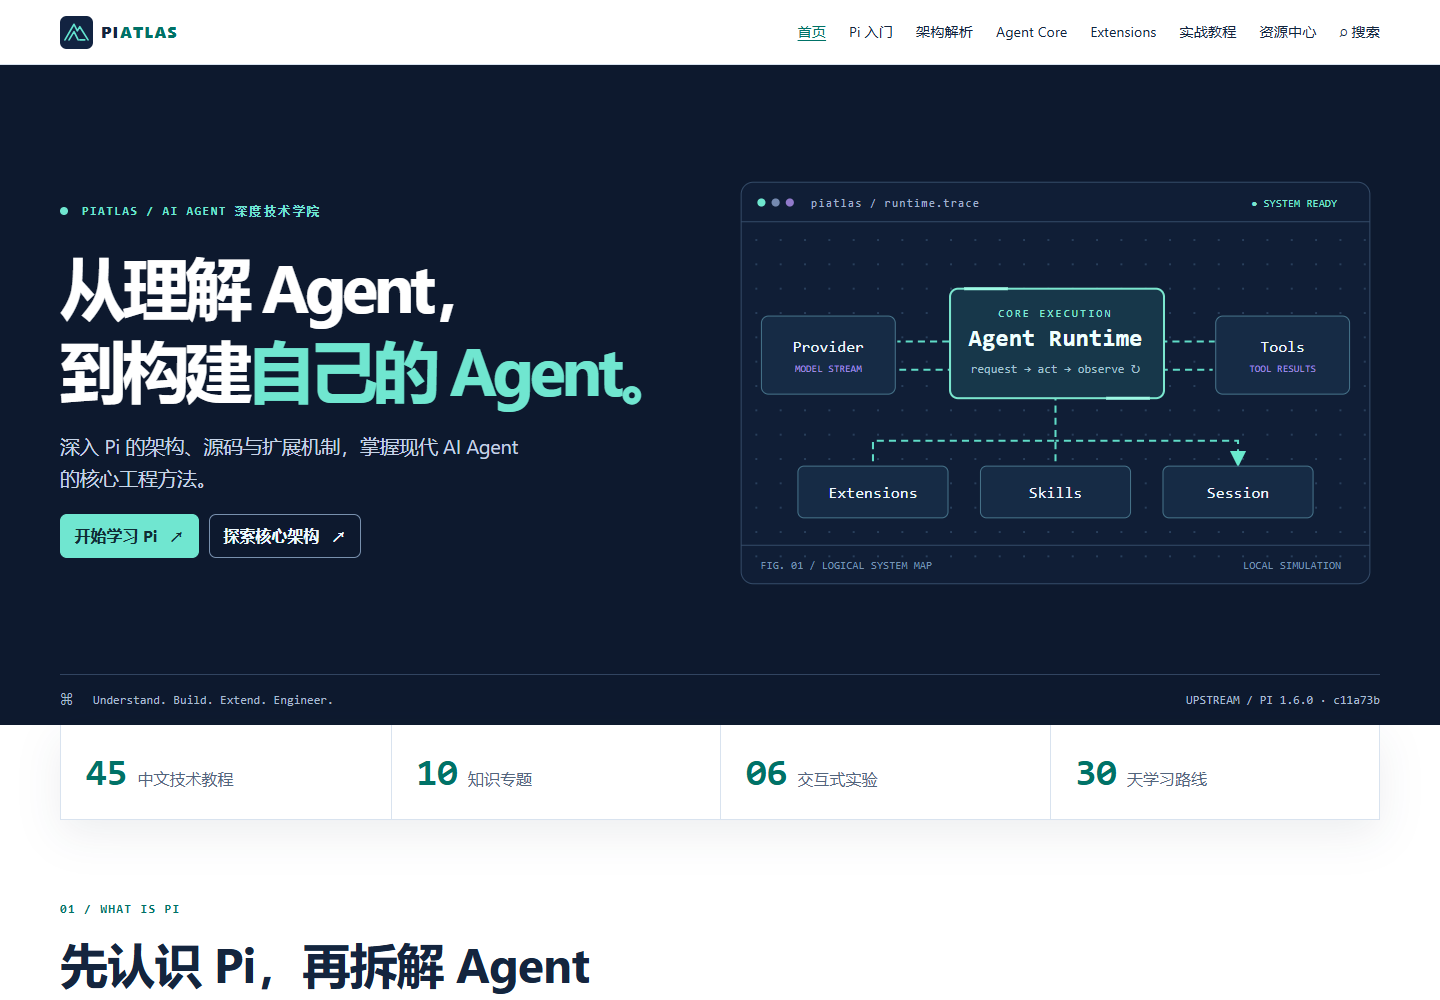 PIATLAS
首页 Pi 入门 架构解析 Agent Core Extensions 实战教程 资源中心 ⌕ 搜索
PIATLAS / AI AGENT 深度技术学院
从理解 Agent，
到构建自己的 Agent。
深入 Pi 的架构、源码与扩展机制，掌握现代 AI Agent
的核心工程方法。
开始学习 Pi ↗
探索核心架构 ↗
piatlas / runtime.trace
● SYSTEM READY
CORE EXECUTION
Agent Runtime
request → act → observe ↻
Provider
MODEL STREAM
Tools
TOOL RESULTS
Extensions
Skills
Session
FIG. 01 / LOGICAL SYSTEM MAP
LOCAL SIMULATION
⌘ Understand. Build. Extend. Engineer.
UPSTREAM / PI 1.6.0 · c11a73b
45 中文技术教程
10 知识专题
06 交互式实验
30 天学习路线
01 / WHAT IS PI
先认识 Pi，再拆解 Agent